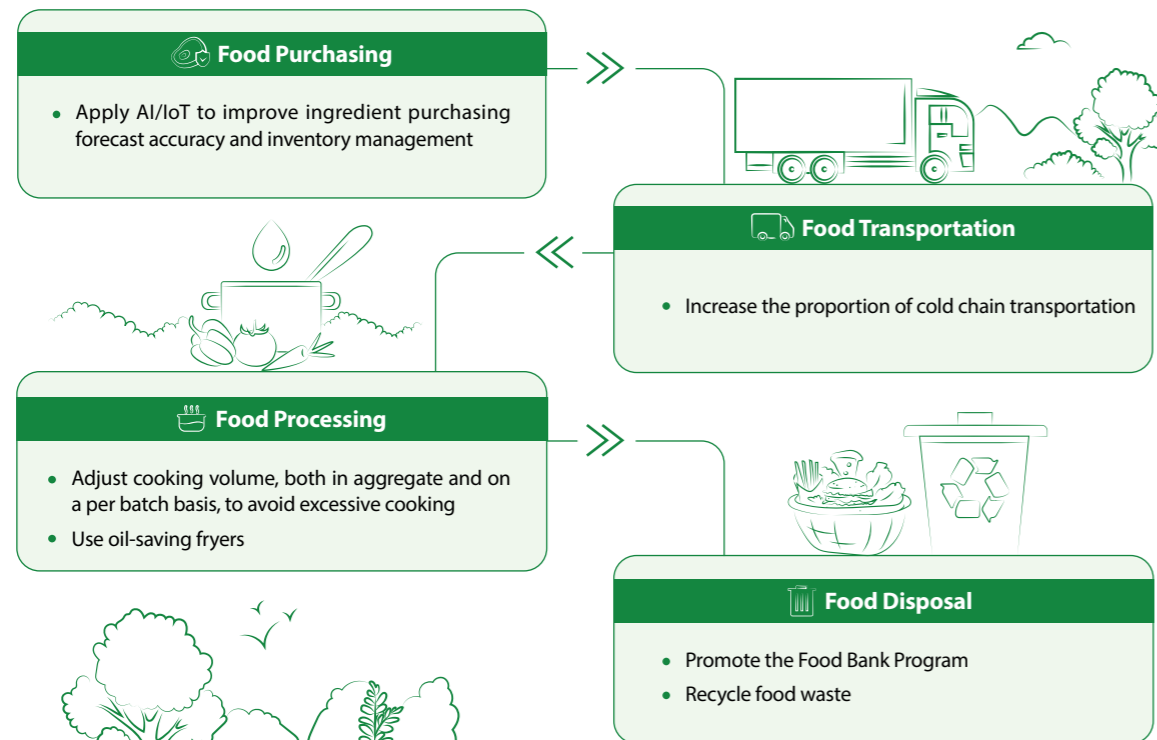 Food Purchasing
• Apply AI/IoT to improve ingredient purchasing
forecast accuracy and inventory management
Food Transportation
• Increase the proportion of cold chain transportation
Food Processing
• Adjust cooking volume, both in aggregate and on
a per batch basis, to avoid excessive cooking
• Use oil-saving fryers
Food Disposal
• Promote the Food Bank Program
• Recycle food waste